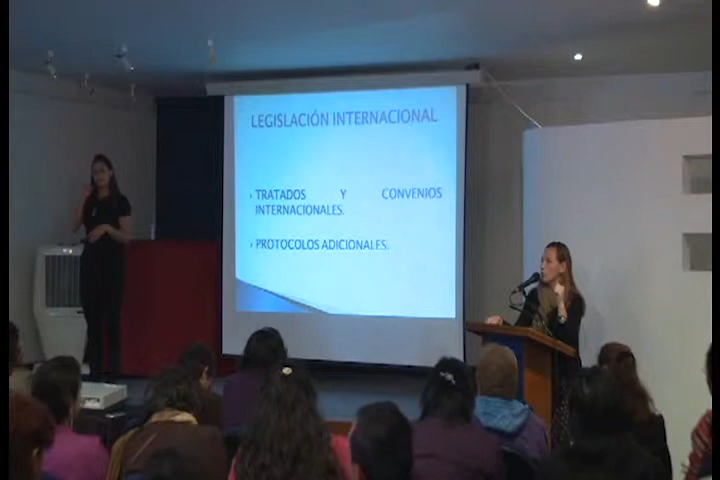 LEGISLACIÓN INTERNACIONAL
TRATADOS Y CONVENIOS
INTERNACIONALES.
PROTOCOLOS ADICIONALES.